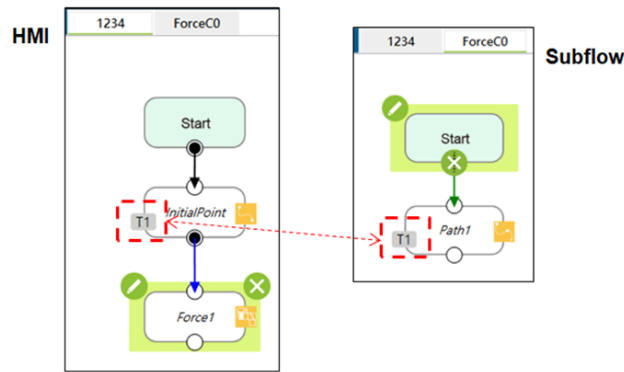 HMI
1234 ForceC0
Start
InitialPoint
T1
Force1
Subflow
1234 ForceC0
Start
Path1
T1